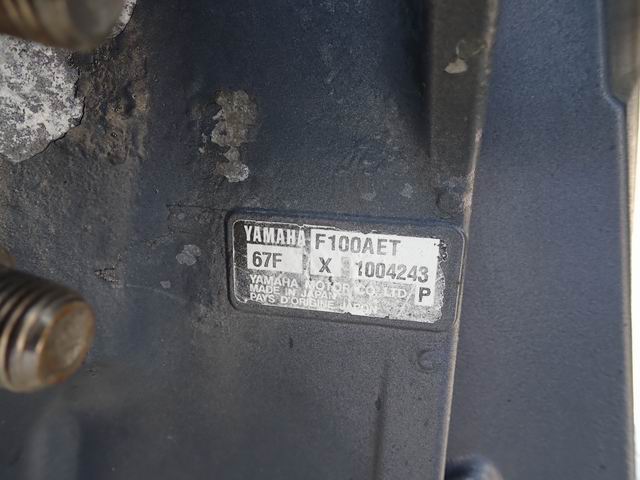 YAMAHA F100AET
67F X 1004243
YAMAHA MOTOR CO., LTD.
MADE IN JAPAN P
PAYS D'ORIGINE JAPON